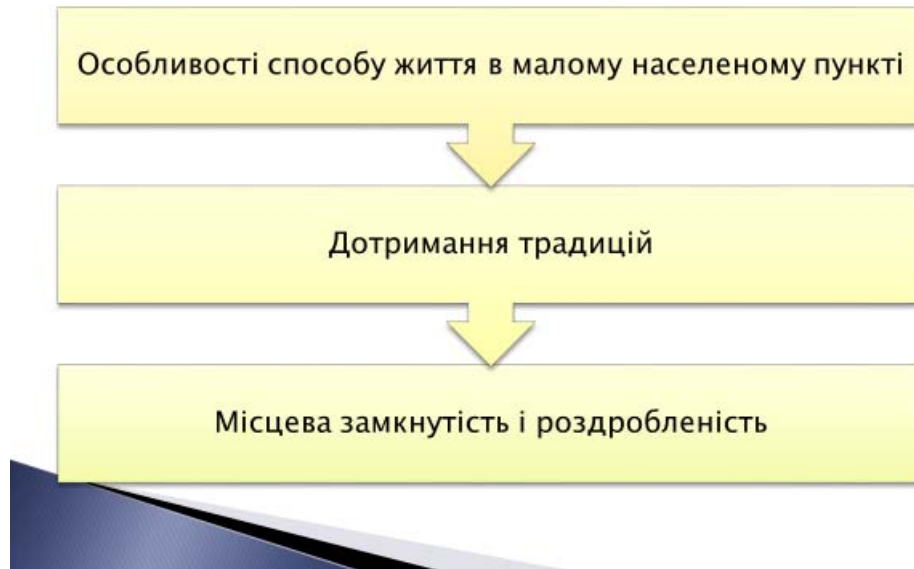 Особливості способу життя в малому населеному пункті
Дотримання традицій
Місцева замкнутість і роздробленість